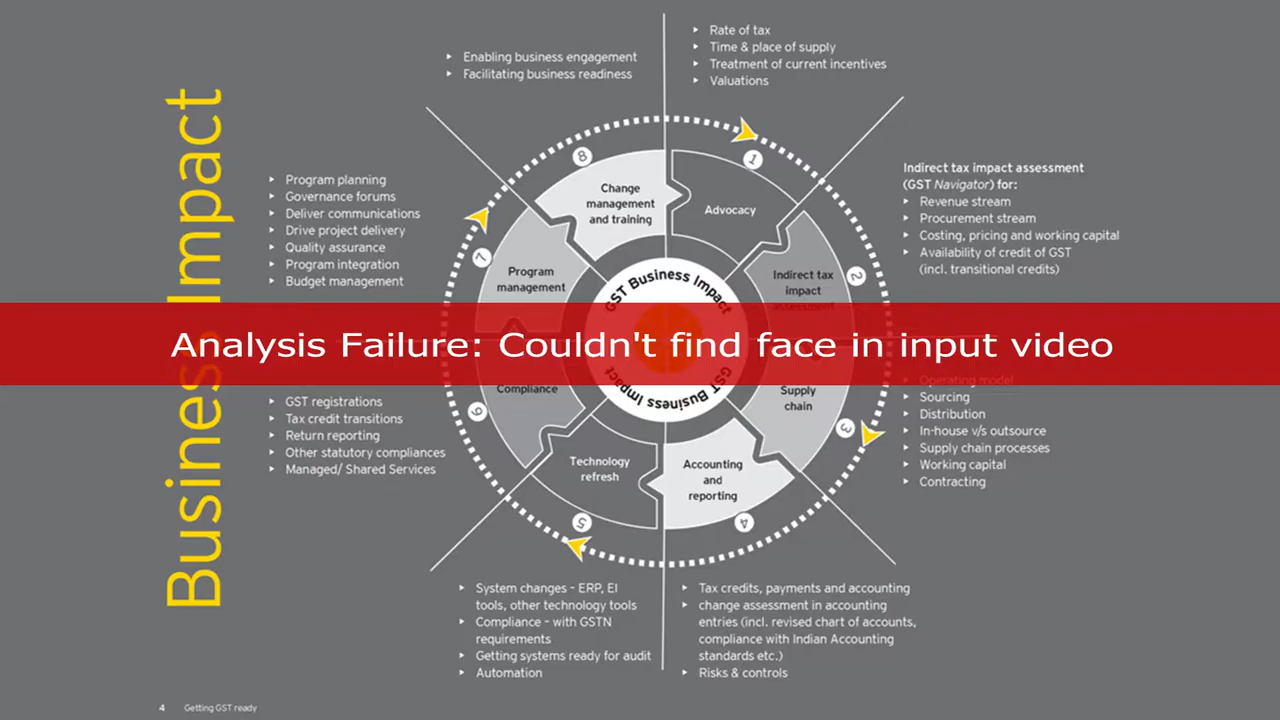 Business Impact
Enabling business engagement
Facilitating business readiness
Rate of tax
Time & place of supply
Treatment of current incentives
Valuations
Indirect tax impact assessment
(GST Navigator) for:
Revenue stream
Procurement stream
Costing, pricing and working capital
Availability of credit of GST
(incl. transitional credits)
Program planning
Governance forums
Deliver communications
Drive project delivery
Quality assurance
Program integration
Budget management
8
Change
management
and training
1
Advocacy
7
Program
management
2
Indirect tax
impact
assessment
GST Business Impact
Analysis Failure: Couldn't find face in input video
GST Business Impact
6
Compliance
3
Supply
chain
Operating model
Sourcing
Distribution
In-house v/s outsource
Supply chain processes
Working capital
Contracting
GST registrations
Tax credit transitions
Return reporting
Other statutory compliances
Managed/ Shared Services
5
Technology
refresh
4
Accounting
and
reporting
System changes – ERP, EI
tools, other technology tools
Compliance – with GSTN
requirements
Getting systems ready for audit
Automation
Tax credits, payments and accounting
change assessment in accounting
entries (incl. revised chart of accounts,
compliance with Indian Accounting
standards etc.)
Risks & controls
4 Getting GST ready